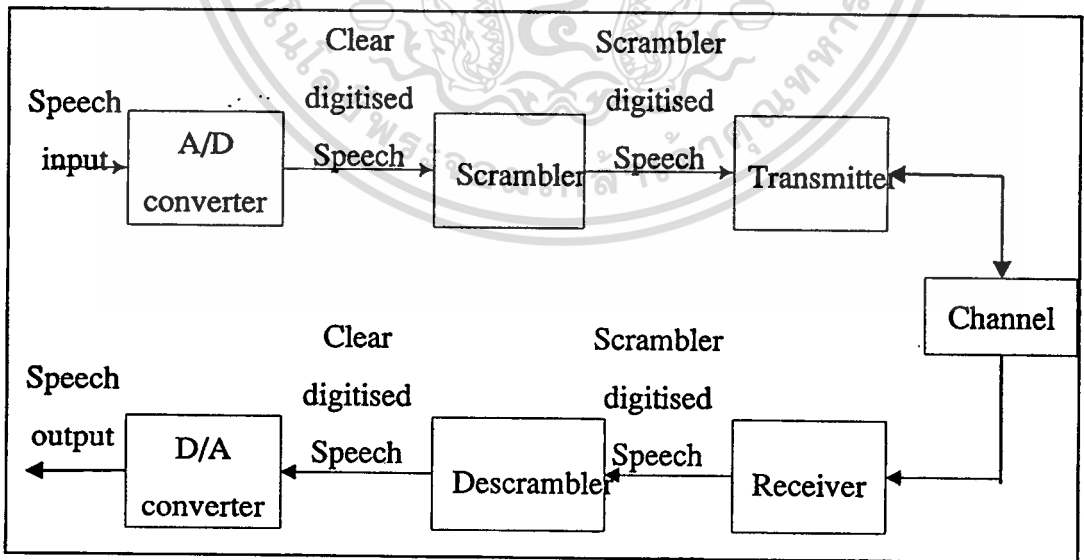 Clear
Scrambler
Speech
digitised
digitised
input
A/D
Speech
Scrambler
Speech
Transmitter
converter
Channel
Clear
Scrambler
Speech
digitised
digitised
output
D/A
Speech
Descrambler
Speech
Receiver
converter